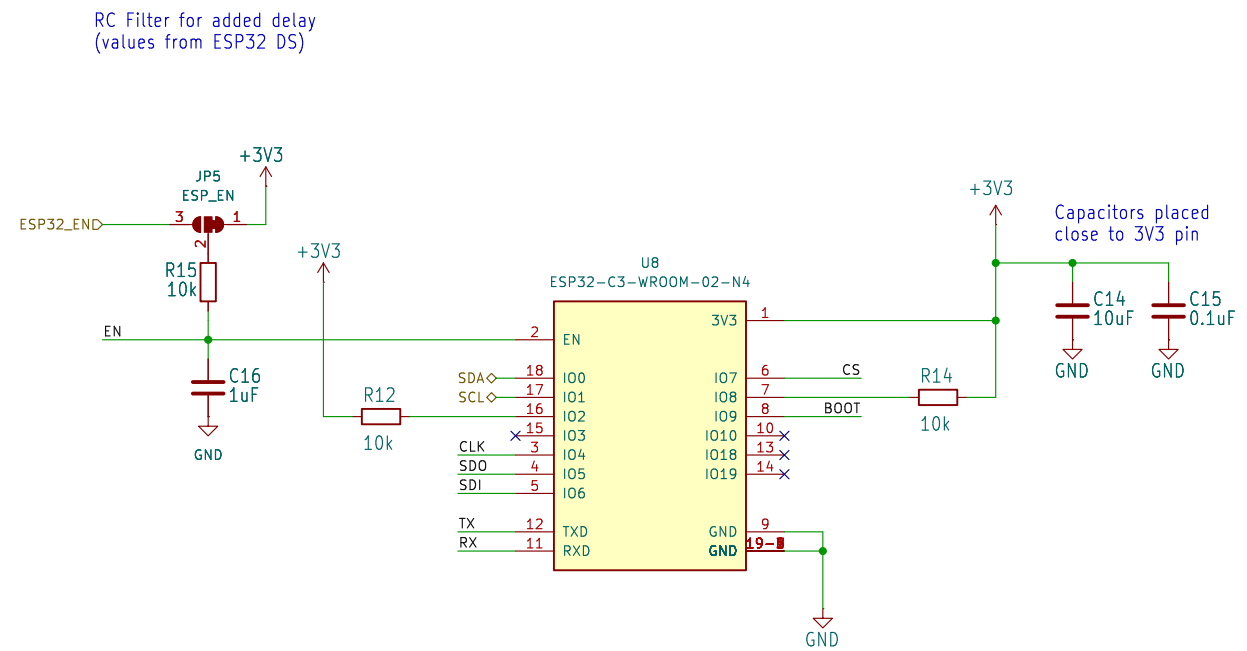 RC Filter for added delay
(values from ESP32 DS)
+3V3
JP5
ESP_EN
ESP32_EN
3
1
2
R15
10k
EN
C16
1uF
GND
+3V3
R12
10k
U8
ESP32-C3-WROOM-02-N4
2
EN
18
IO0
SDA
17
IO1
SCL
16
IO2
15
IO3
CLK
3
IO4
SDO
4
IO5
SDI
5
IO6
TX
12
TXD
RX
11
RXD
3V3
1
IO7
6
CS
IO8
7
IO9
8
BOOT
IO10
10
IO18
13
IO19
14
GND
9
GND
GND
R14
10k
+3V3
Capacitors placed
close to 3V3 pin
C14
10uF
GND
C15
0.1uF
GND